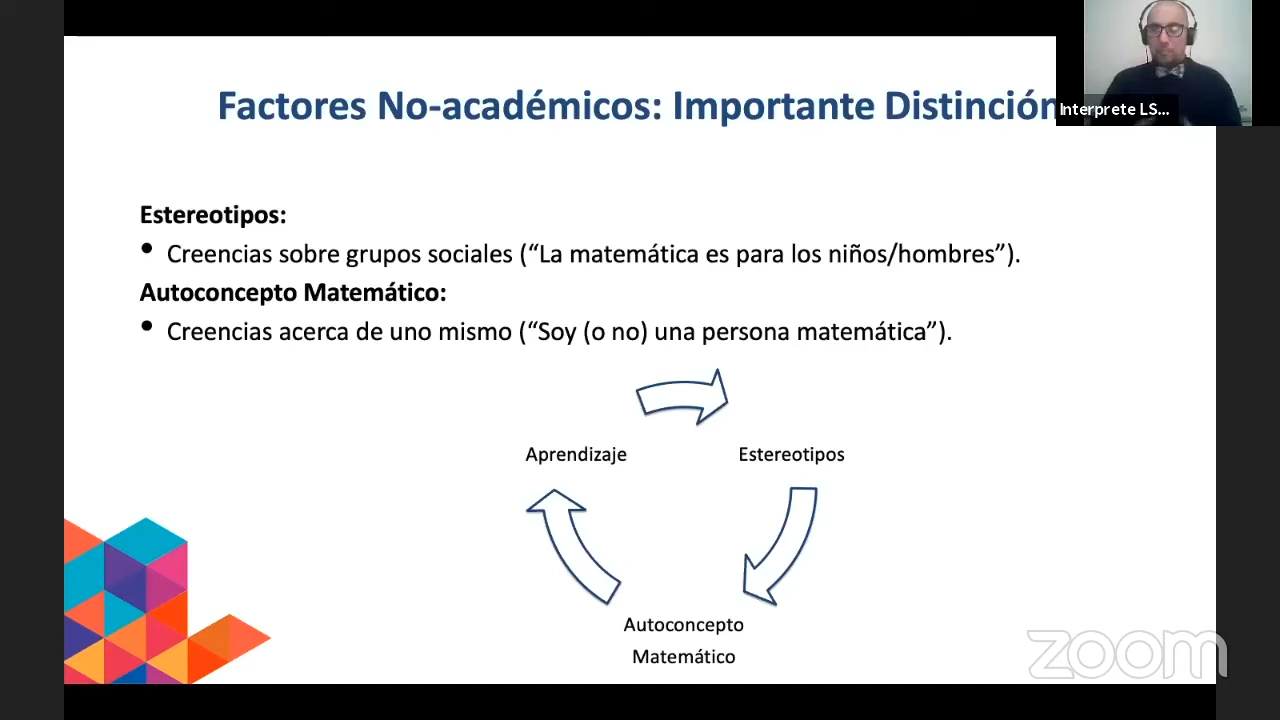 Factores No-académicos: Importante Distinción
Interprete LS...
Estereotipos:
• Creencias sobre grupos sociales (“La matemática es para los niños/hombres”).
Autoconcepto Matemático:
• Creencias acerca de uno mismo (“Soy (o no) una persona matemática”).
Aprendizaje
Estereotipos
Autoconcepto
Matemático
zoom